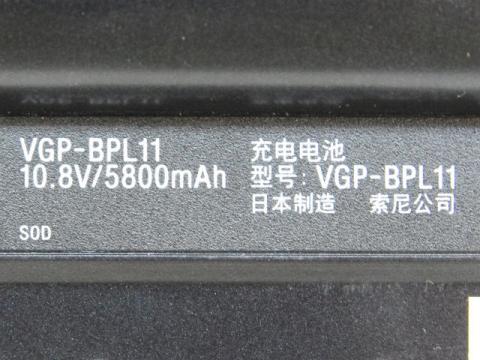 VGP-BPL11
10.8V/5800mAh
SOD
充电电池
型号: VGP-BPL11
日本制造 索尼公司